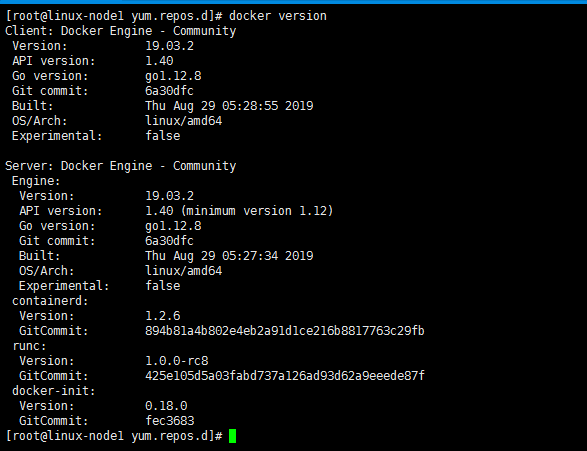 [root@linux-node1 yum.repos.d]# docker version
Client: Docker Engine - Community
 Version:           19.03.2
 API version:       1.40
 Go version:        go1.12.8
 Git commit:        6a30dfc
 Built:             Thu Aug 29 05:28:55 2019
 OS/Arch:           linux/amd64
 Experimental:      false

Server: Docker Engine - Community
 Engine:
  Version:          19.03.2
  API version:      1.40 (minimum version 1.12)
  Go version:       go1.12.8
  Git commit:       6a30dfc
  Built:            Thu Aug 29 05:27:34 2019
  OS/Arch:          linux/amd64
  Experimental:     false
 containerd:
  Version:          1.2.6
  GitCommit:        894b81a4b802e4eb2a91d1ce216b8817763c29fb
 runc:
  Version:          1.0.0-rc8
  GitCommit:        425e105d5a03fabd737a126ad93d62a9eeede87f
 docker-init:
  Version:          0.18.0
  GitCommit:        fec3683
[root@linux-node1 yum.repos.d]#